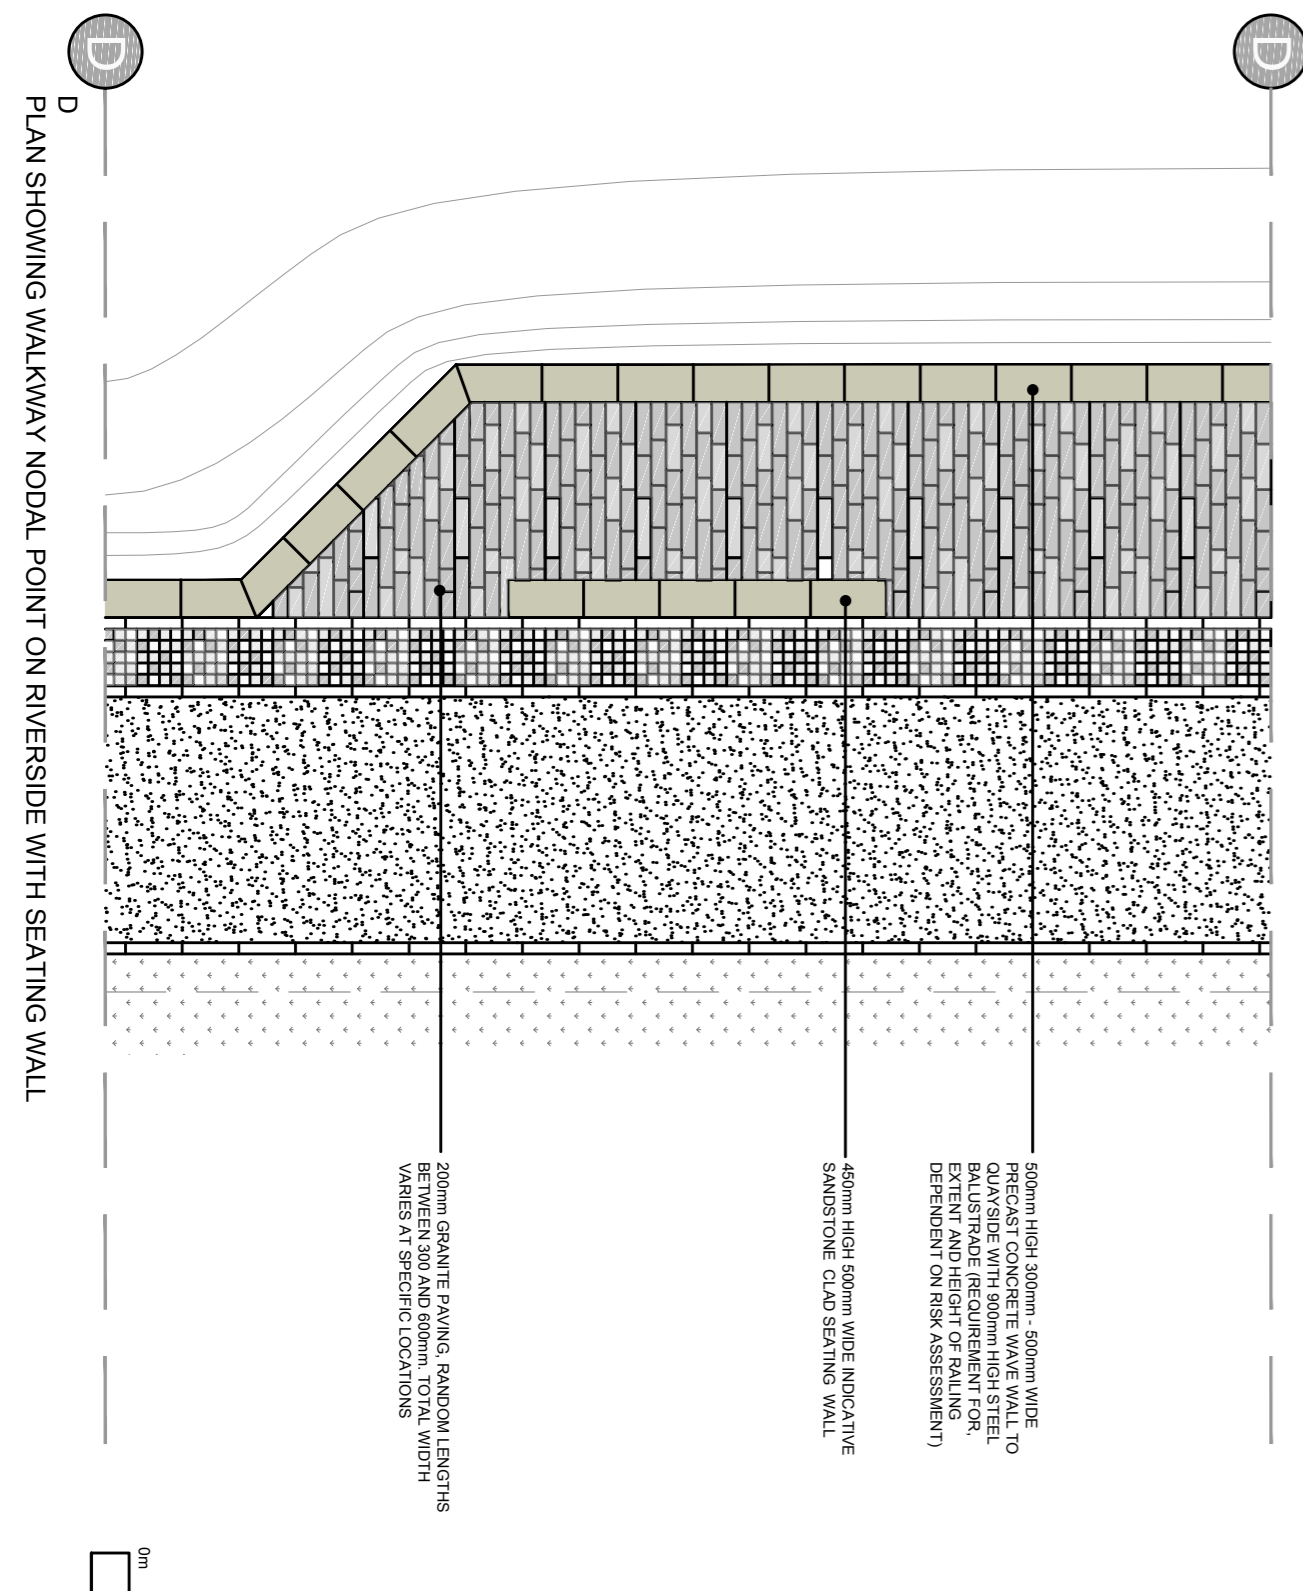 D
D
D
PLAN SHOWING WALKWAY NODAL POINT ON RIVERSIDE WITH SEATING WALL
500mm HIGH 300mm - 500mm WIDE
PRECAST CONCRETE WAVE WALL TO
QUAYSIDE WITH 900mm HIGH STEEL
BALUSTRADE (REQUIREMENT FOR,
EXTENT AND HEIGHT OF RAILING
DEPENDENT ON RISK ASSESSMENT)
450mm HIGH 500mm WIDE INDICATIVE
SANDSTONE CLAD SEATING WALL
200mm GRANITE PAVING, RANDOM LENGTHS
BETWEEN 300 AND 600mm. TOTAL WIDTH
VARIES AT SPECIFIC LOCATIONS
0m